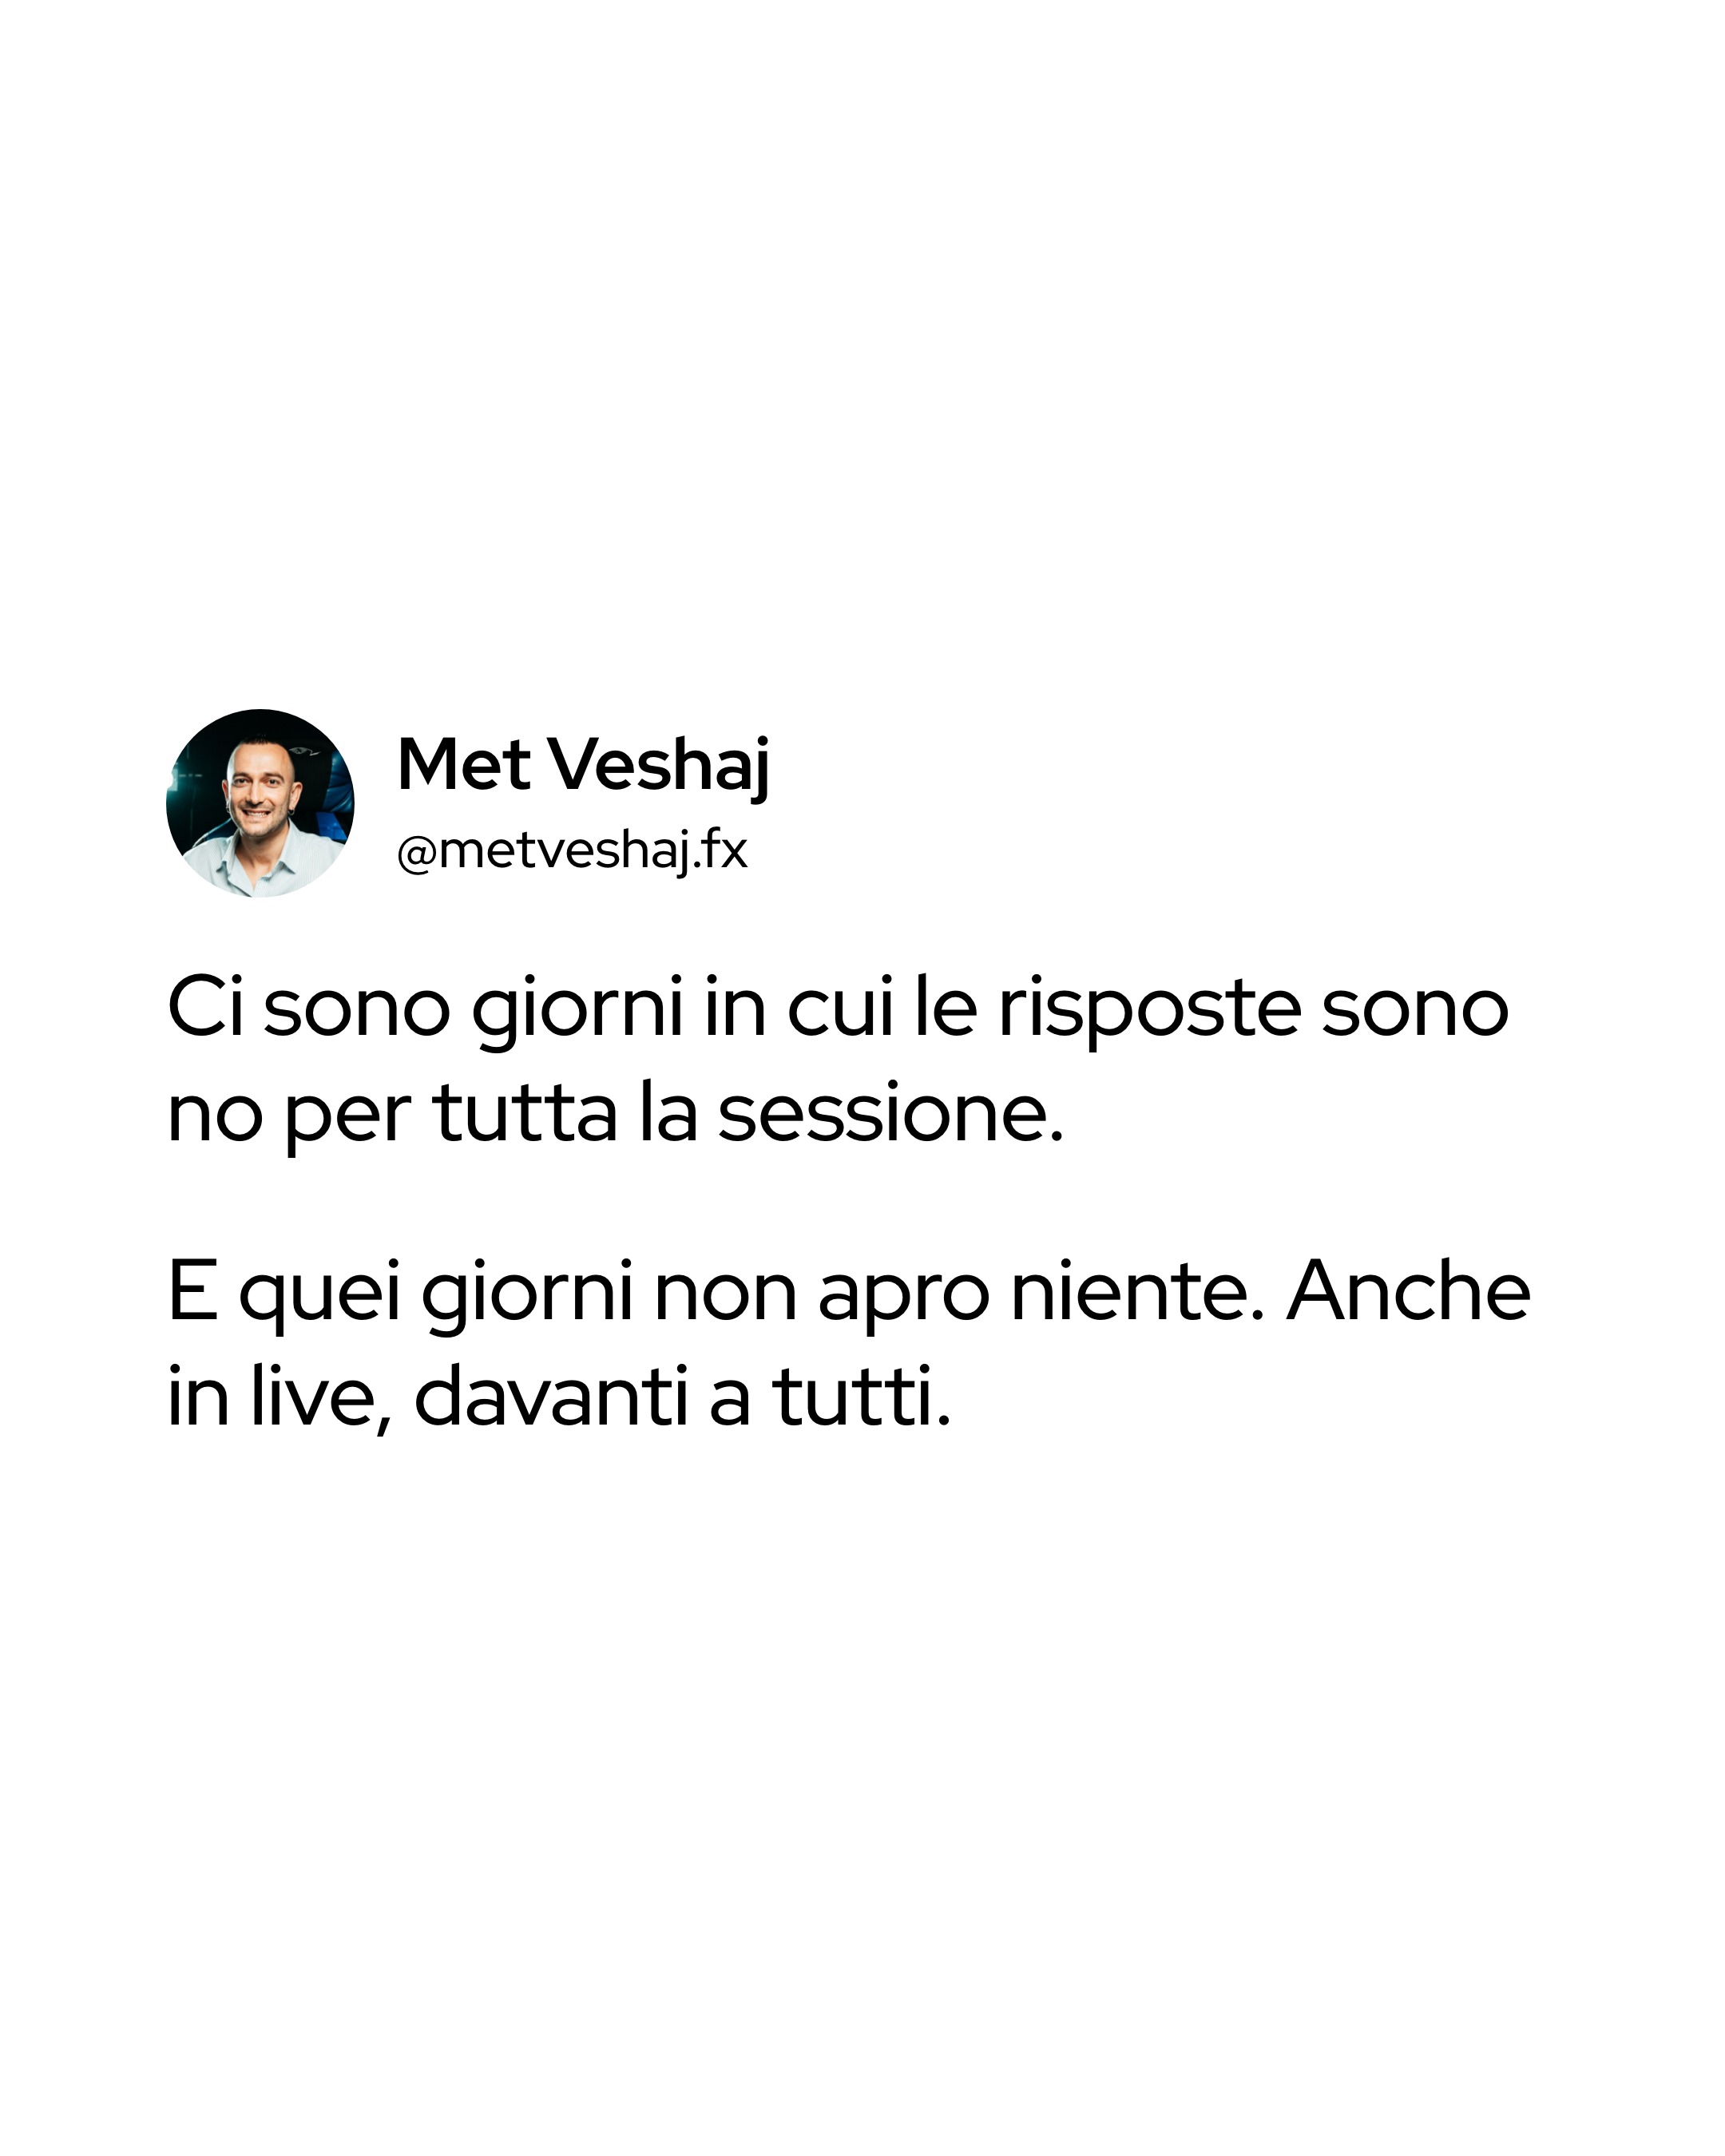 Met Veshaj
@metveshaj.fx
Ci sono giorni in cui le risposte sono
no per tutta la sessione.
E quei giorni non apro niente. Anche
in live, davanti a tutti.